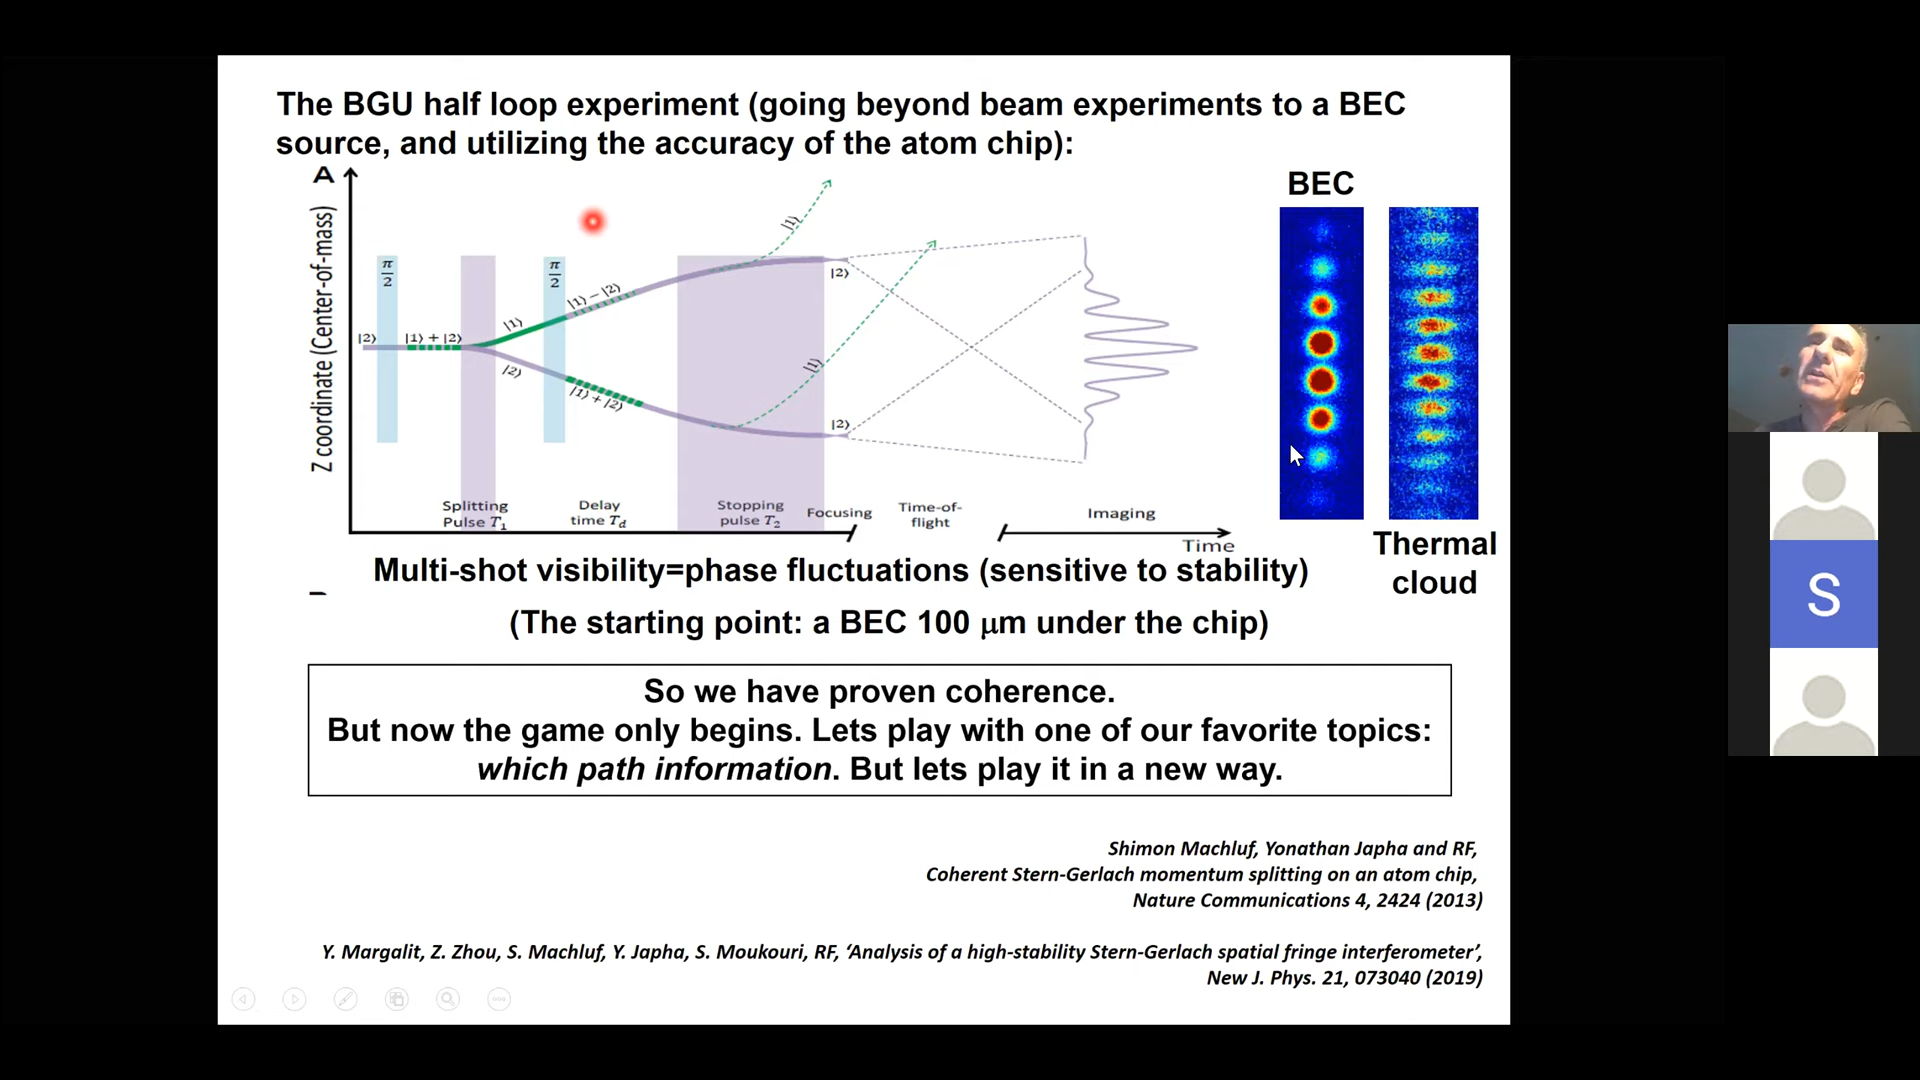 The BGU half loop experiment (going beyond beam experiments to a BEC
source, and utilizing the accuracy of the atom chip):
A
Z coordinate (Center-of-mass)
π/2
π/2
|2⟩
|1⟩ + |2⟩
|1⟩
|2⟩
|1⟩ − |2⟩
|1⟩ + |2⟩
|1⟩
|1⟩
|2⟩
|2⟩
Splitting
Pulse T₁
Delay
time T_d
Stopping
pulse T₂
Focusing
Time-of-
flight
Imaging
Time
BEC
Thermal
cloud
Multi-shot visibility=phase fluctuations (sensitive to stability)
(The starting point: a BEC 100 μm under the chip)
So we have proven coherence.
But now the game only begins. Lets play with one of our favorite topics:
which path information. But lets play it in a new way.
Shimon Machluf, Yonathan Japha and RF,
Coherent Stern-Gerlach momentum splitting on an atom chip,
Nature Communications 4, 2424 (2013)
Y. Margalit, Z. Zhou, S. Machluf, Y. Japha, S. Moukouri, RF, ‘Analysis of a high-stability Stern-Gerlach spatial fringe interferometer’,
New J. Phys. 21, 073040 (2019)
S